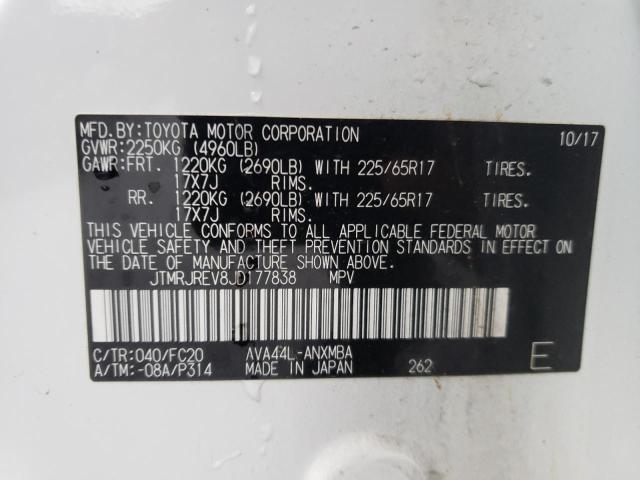 MFD.BY:TOYOTA MOTOR CORPORATION 10/17
GVWR:2250KG (4960LB)
GAWR:FRT. 1220KG (2690LB) WITH 225/65R17 TIRES.
17X7J RIMS.
RR. 1220KG (2690LB) WITH 225/65R17 TIRES.
17X7J RIMS.
THIS VEHICLE CONFORMS TO ALL APPLICABLE FEDERAL MOTOR
VEHICLE SAFETY AND THEFT PREVENTION STANDARDS IN EFFECT ON
THE DATE OF MANUFACTURE SHOWN ABOVE.
JTMRJREV8JD177838 MPV
C/TR:040/FC20 AVA44L-ANXMBA
A/TM:-08A/P314 MADE IN JAPAN 262 E